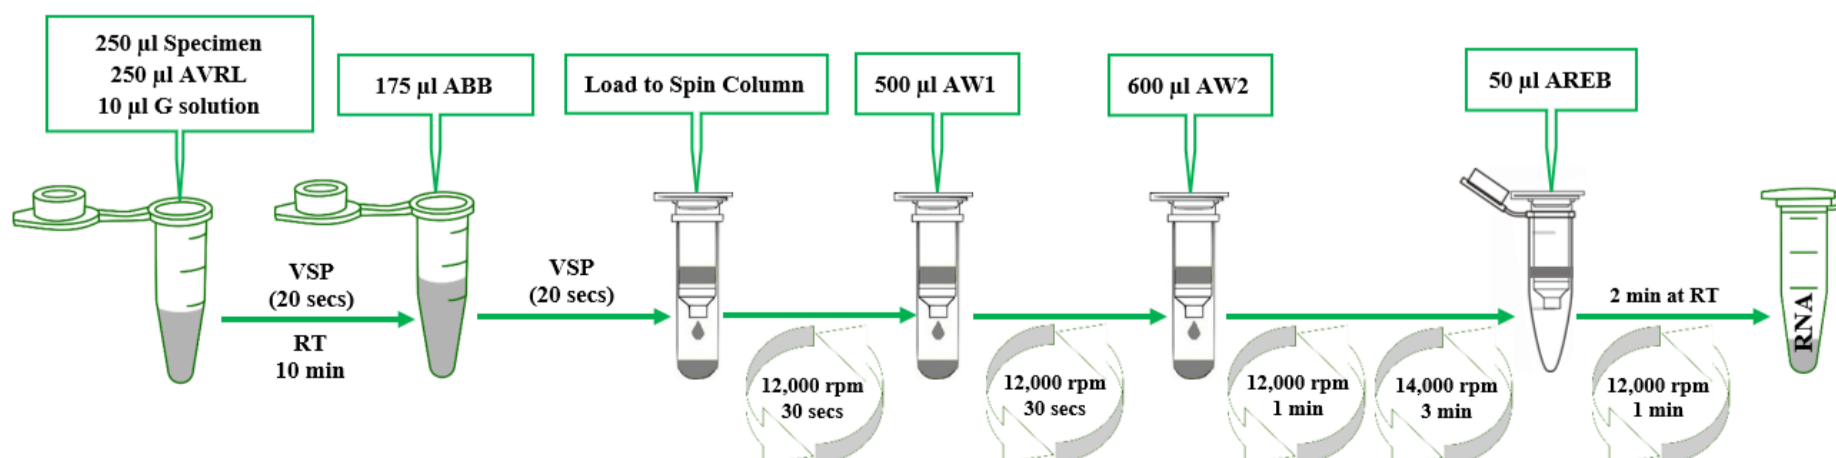 250 µl Specimen
250 µl AVRL
10 µl G solution
175 µl ABB
Load to Spin Column
500 µl AW1
600 µl AW2
50 µl AREB
VSP
(20 secs)
RT
10 min
VSP
(20 secs)
12,000 rpm
30 secs
12,000 rpm
30 secs
12,000 rpm
1 min
14,000 rpm
3 min
2 min at RT
12,000 rpm
1 min
RNA